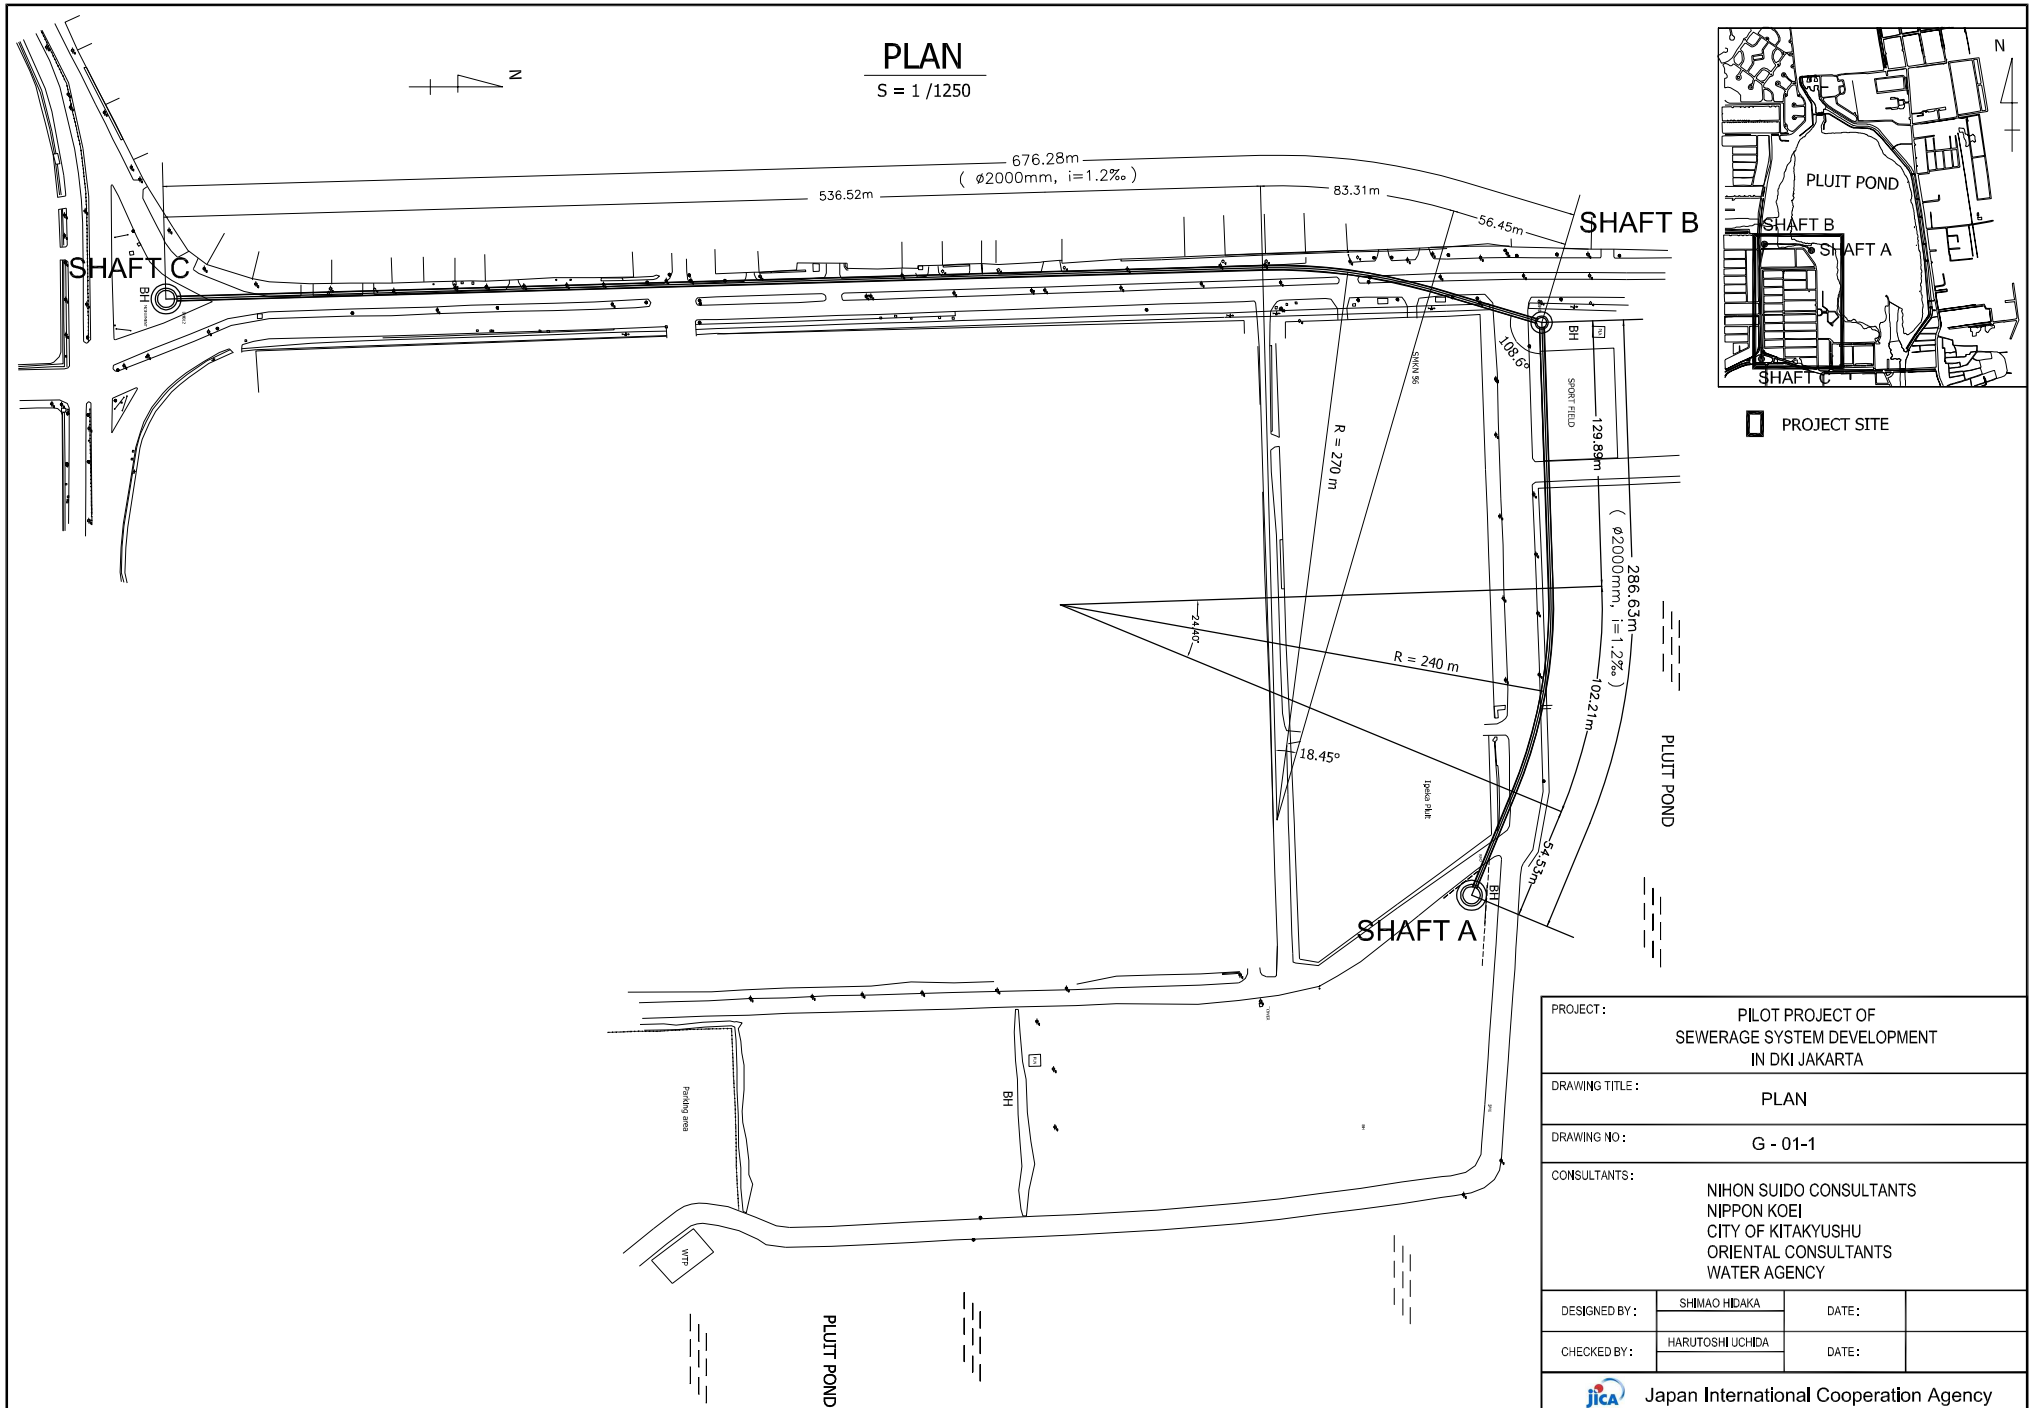 PLAN
S = 1 /1250
N
676.28m
( ø2000mm, i=1.2‰ )
536.52m
83.31m
56.45m
SHAFT B
SHAFT C
BH
BH
108.6°
SMKN 56
SPORT FIELD
129.89m
R = 270 m
286.63m
( ø2000mm, i=1.2‰ )
24.40°
R = 240 m
102.21m
18.45°
PLUIT POND
54.53m
BH
SHAFT A
TOWER
Parking area
BH
WTP
PLUIT POND
N
PLUIT POND
SHAFT B
SHAFT A
SHAFT C
PROJECT SITE
PROJECT :
PILOT PROJECT OF
SEWERAGE SYSTEM DEVELOPMENT
IN DKI JAKARTA
DRAWING TITLE :
PLAN
DRAWING NO :
G - 01-1
CONSULTANTS :
NIHON SUIDO CONSULTANTS
NIPPON KOEI
CITY OF KITAKYUSHU
ORIENTAL CONSULTANTS
WATER AGENCY
DESIGNED BY : SHIMAO HIDAKA DATE :
CHECKED BY : HARUTOSHI UCHIDA DATE :
jICA Japan International Cooperation Agency